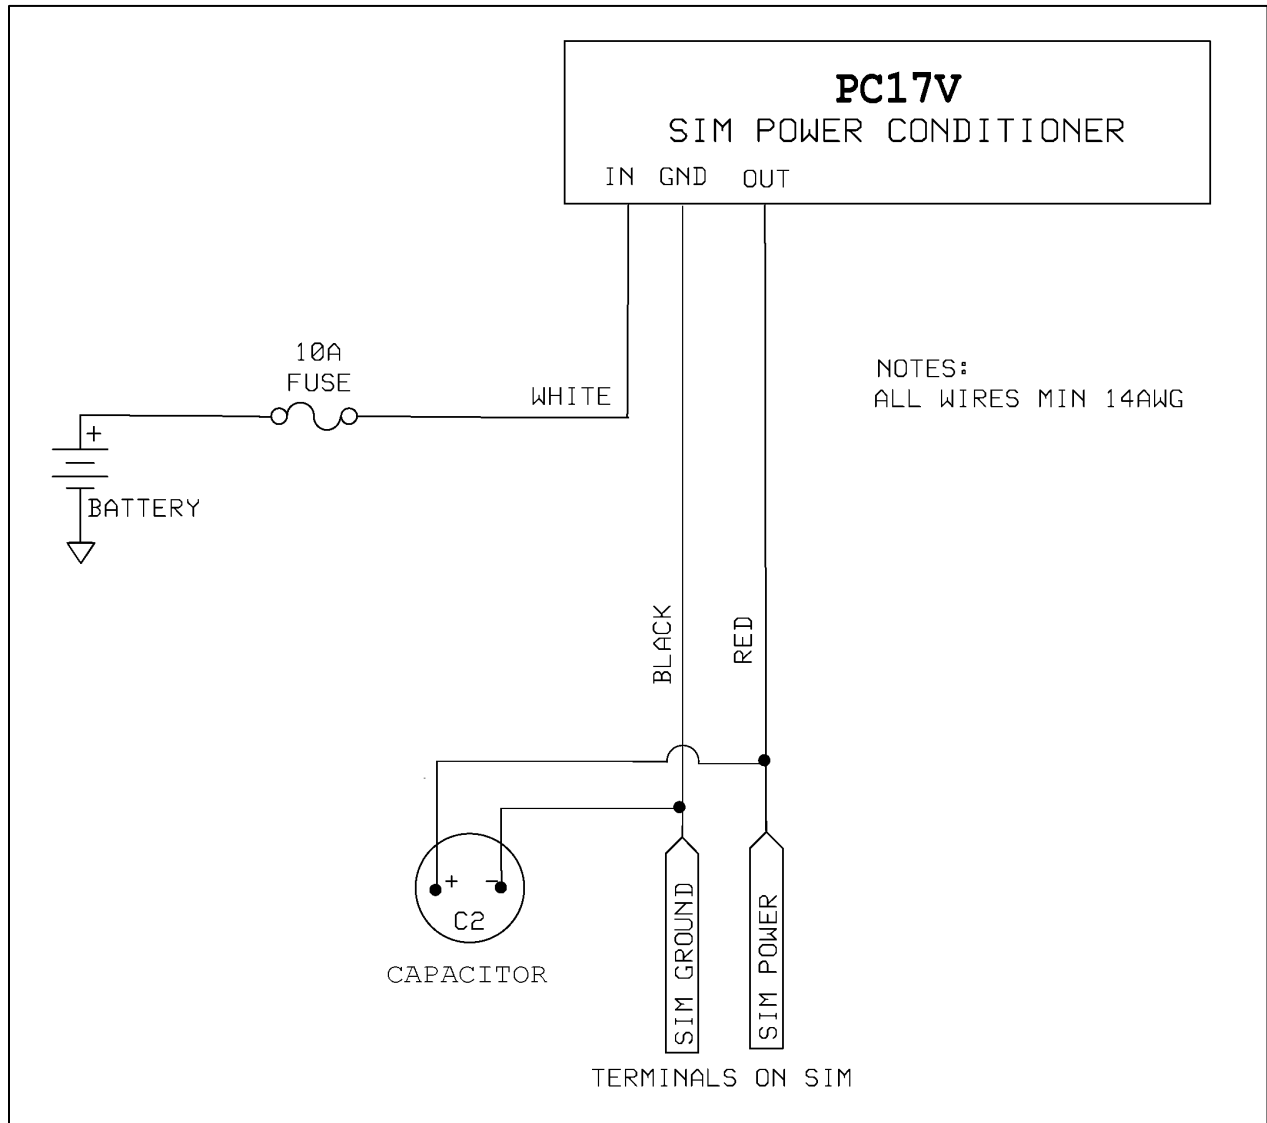 PC17V
SIM POWER CONDITIONER
IN GND OUT
10A
FUSE
WHITE
NOTES:
ALL WIRES MIN 14AWG
+
BATTERY
BLACK
RED
+ -
C2
CAPACITOR
SIM GROUND
SIM POWER
TERMINALS ON SIM